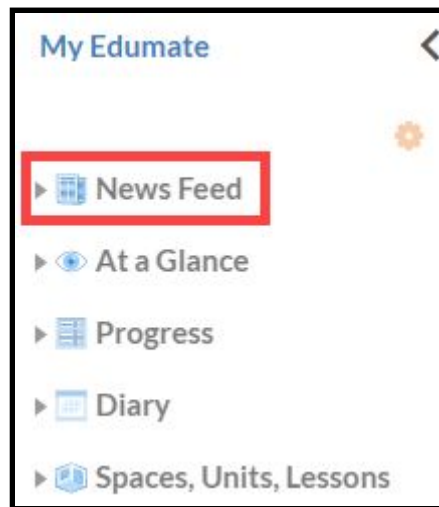 My Edumate
News Feed
At a Glance
Progress
Diary
Spaces, Units, Lessons